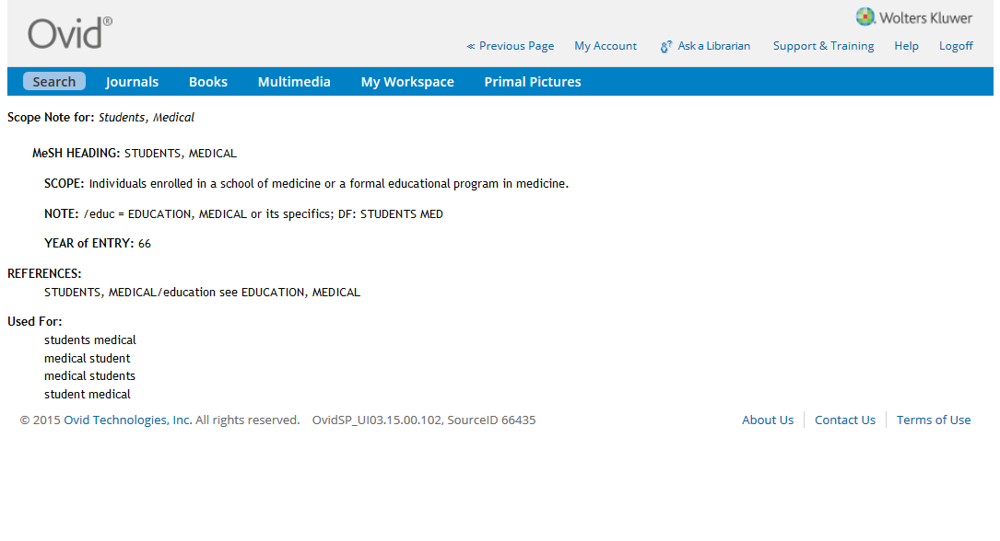 Ovid®
Wolters Kluwer
≪ Previous Page My Account Ask a Librarian Support & Training Help Logoff
Search Journals Books Multimedia My Workspace Primal Pictures
Scope Note for: Students, Medical
MeSH HEADING: STUDENTS, MEDICAL
SCOPE: Individuals enrolled in a school of medicine or a formal educational program in medicine.
NOTE: /educ = EDUCATION, MEDICAL or its specifics; DF: STUDENTS MED
YEAR of ENTRY: 66
REFERENCES:
STUDENTS, MEDICAL/education see EDUCATION, MEDICAL
Used For:
students medical
medical student
medical students
student medical
© 2015 Ovid Technologies, Inc. All rights reserved. OvidSP_UI03.15.00.102, SourceID 66435
About Us Contact Us Terms of Use